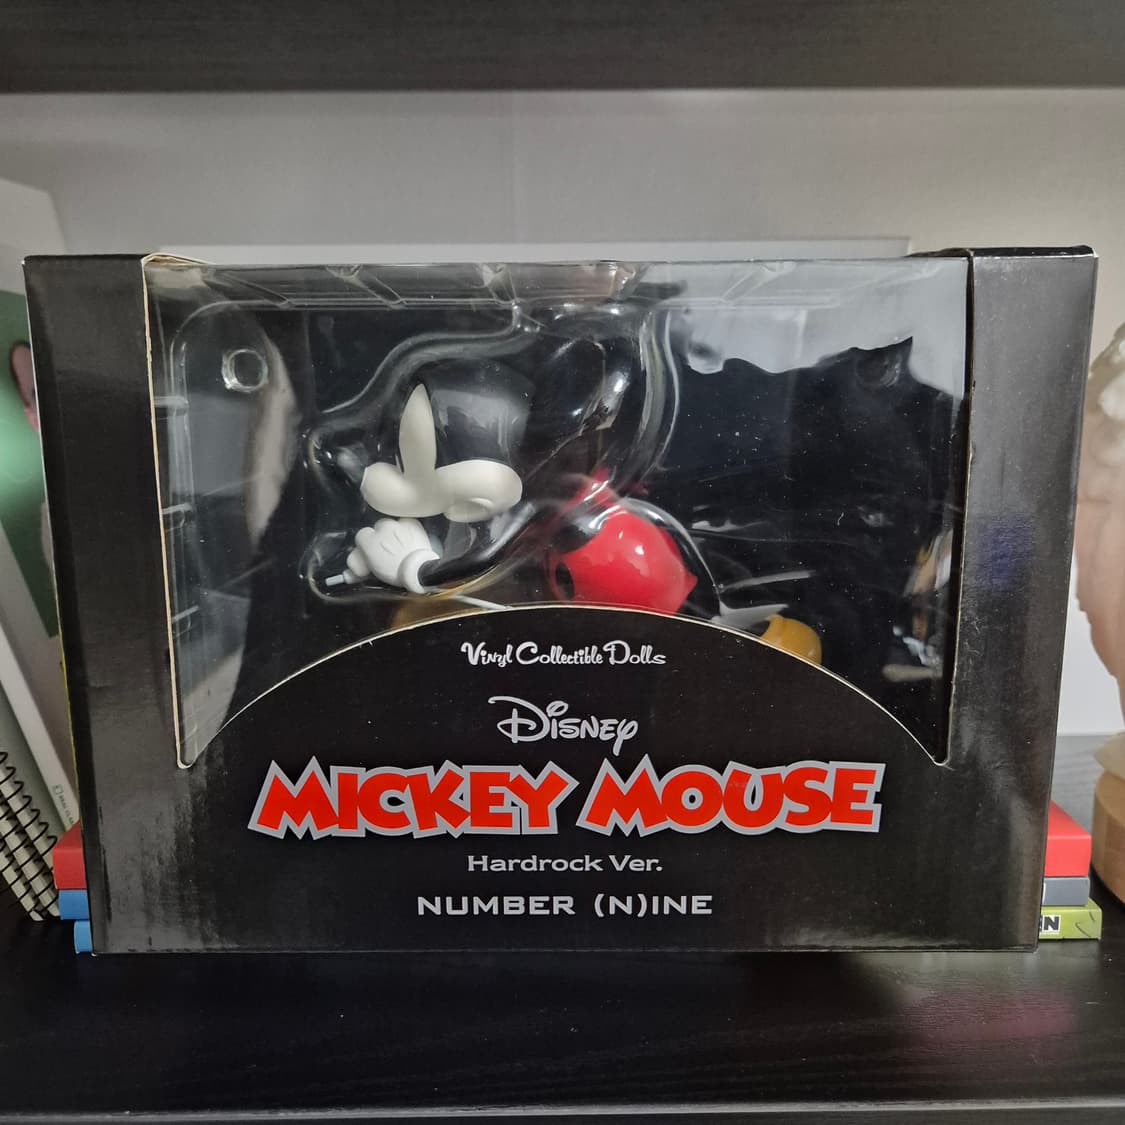 Vinyl Collectible Dolls
Disney
MICKEY MOUSE
Hardrock Ver.
NUMBER (N)INE